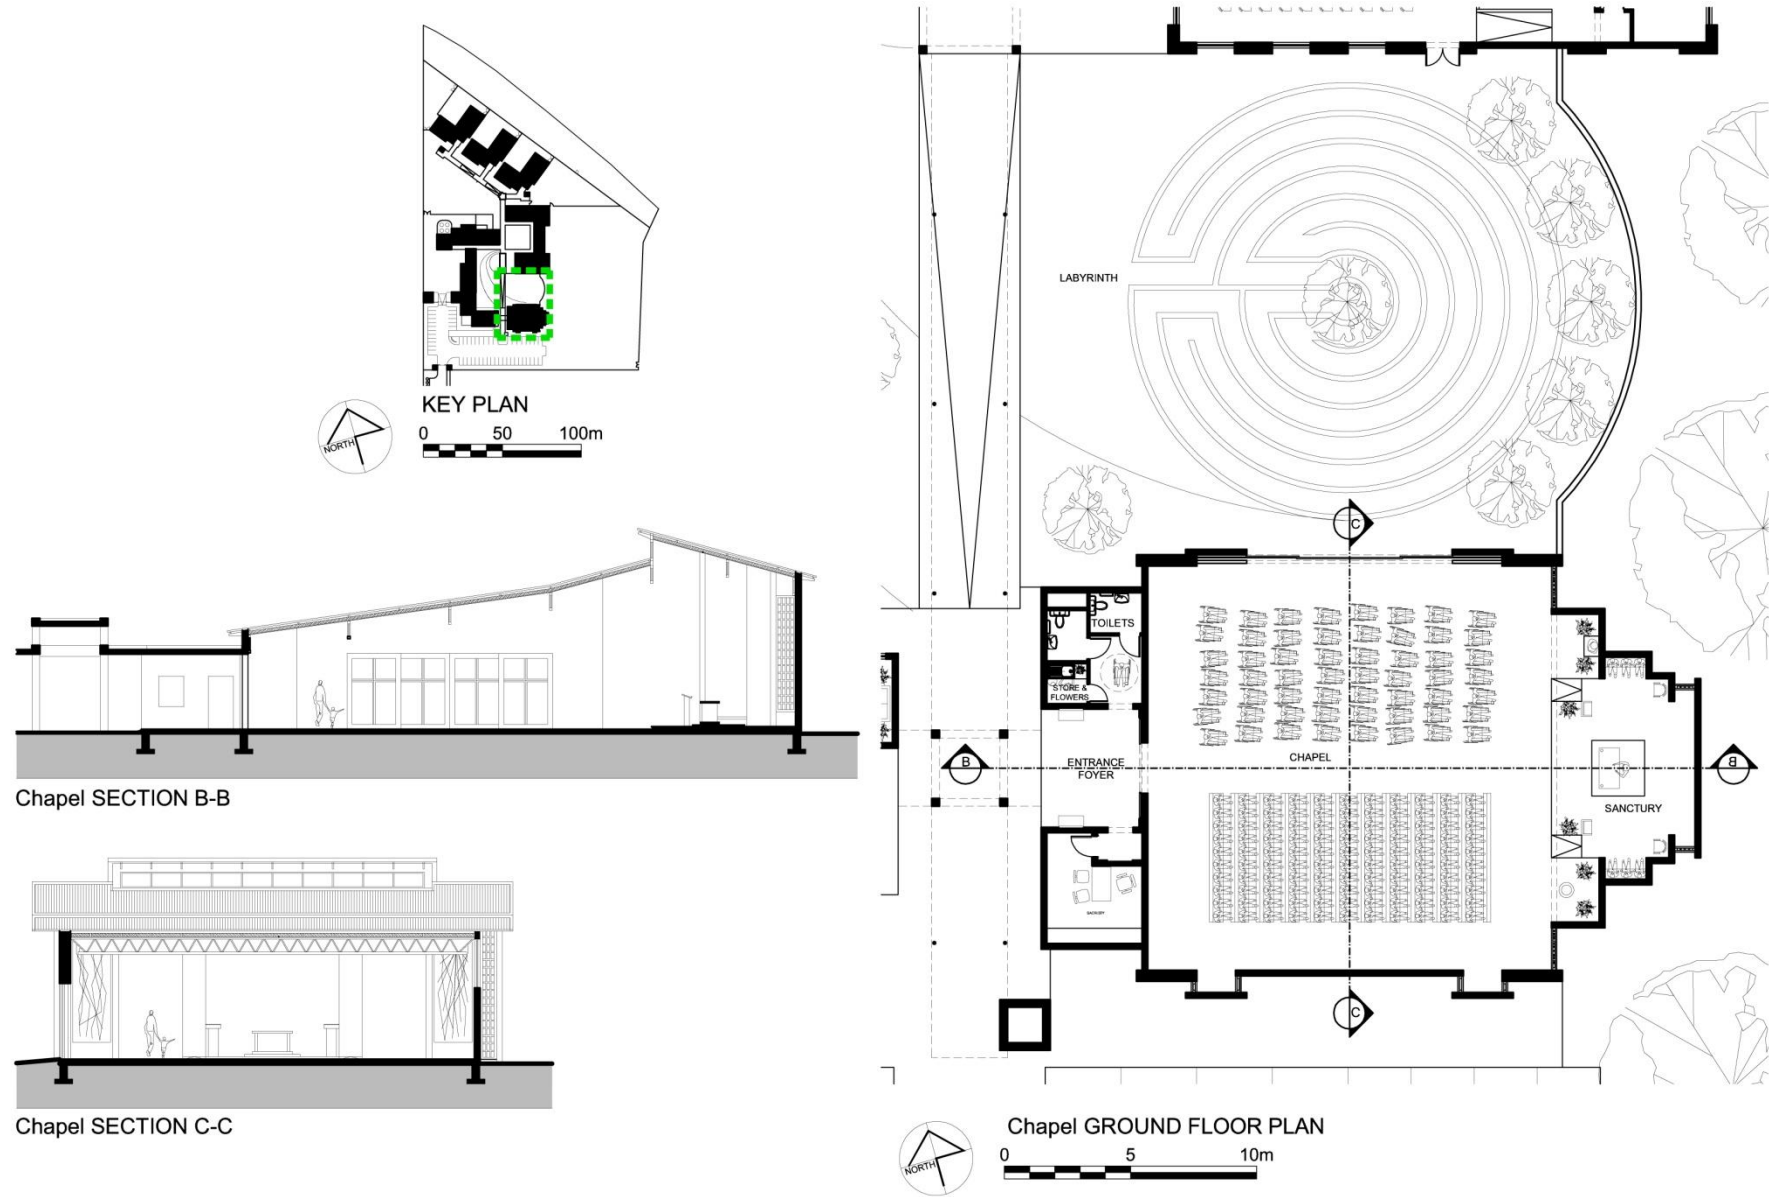 KEY PLAN
NORTH
0 50 100m
Chapel SECTION B-B
Chapel SECTION C-C
LABYRINTH
C
TOILETS
STORE &
FLOWERS
B
ENTRANCE
FOYER
CHAPEL
B
SANCTURY
SACRISTY
C
NORTH
Chapel GROUND FLOOR PLAN
0 5 10m